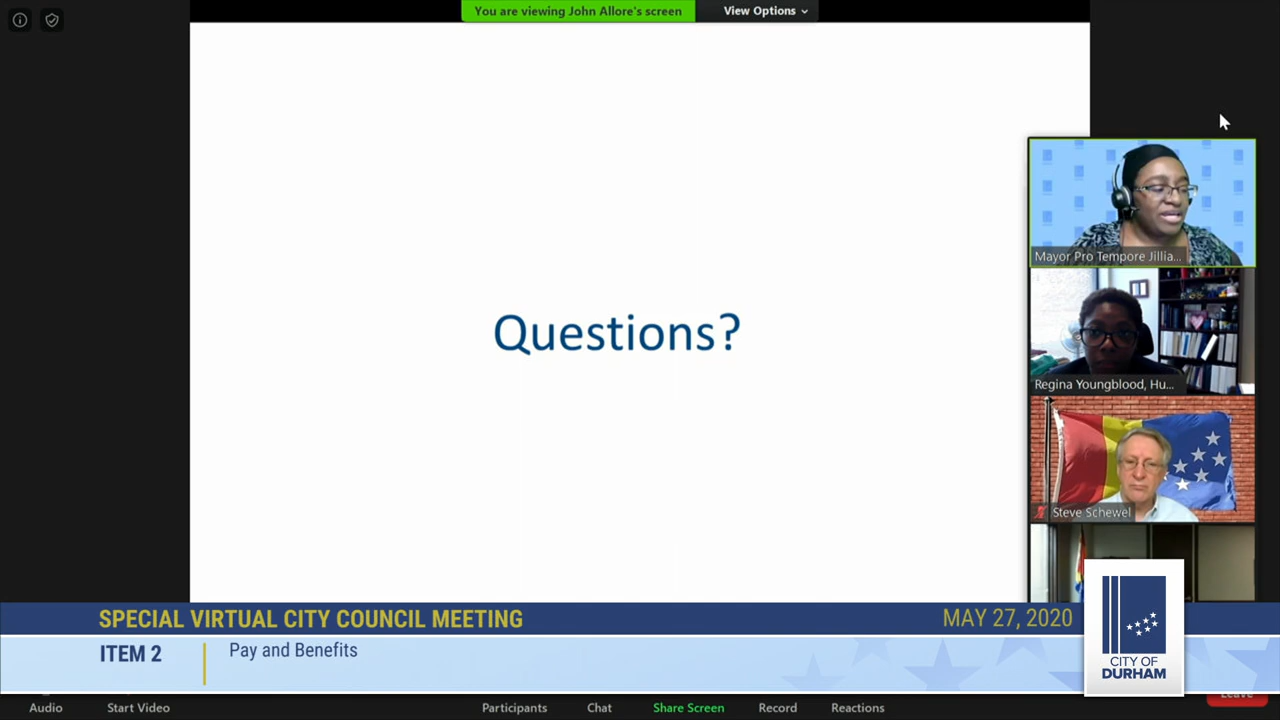 You are viewing John Allore's screen
View Options
Questions?
Mayor Pro Tempore Jillia...
Regina Youngblood, Hu...
Steve Schewel
SPECIAL VIRTUAL CITY COUNCIL MEETING
MAY 27, 2020
ITEM 2
Pay and Benefits
CITY OF
DURHAM
Audio
Start Video
Participants
Chat
Share Screen
Record
Reactions
Leave